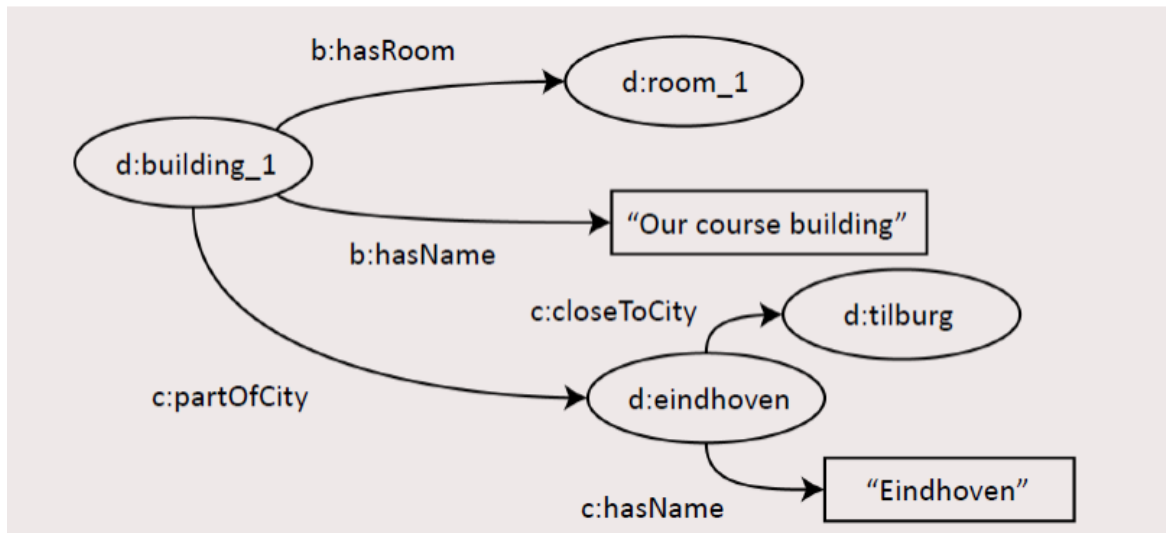 b:hasRoom
d:room_1
d:building_1
“Our course building”
b:hasName
c:closeToCity
d:tilburg
c:partOfCity
d:eindhoven
“Eindhoven”
c:hasName